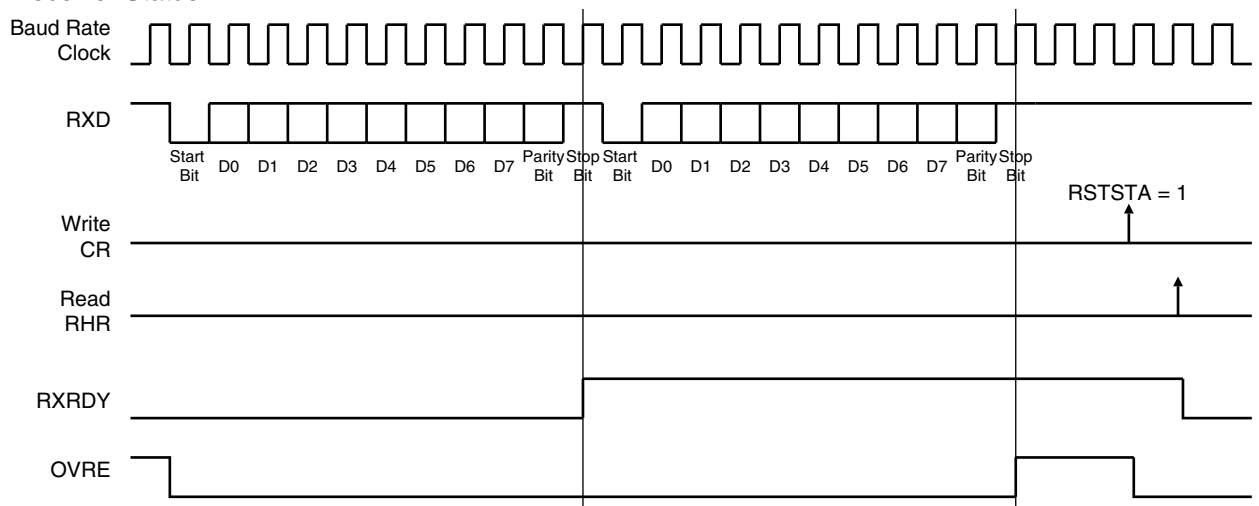 Baud Rate
Clock
RXD
Start
Bit
D0
D1
D2
D3
D4
D5
D6
D7
Parity
Bit
Stop
Bit
Start
Bit
D0
D1
D2
D3
D4
D5
D6
D7
Parity
Bit
Stop
Bit
RSTSTA = 1
Write
CR
Read
RHR
RXRDY
OVRE